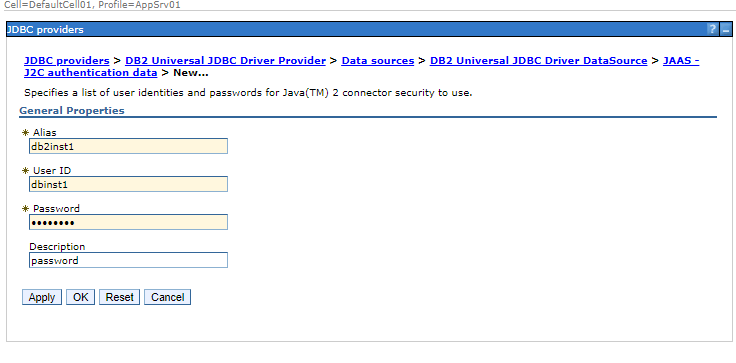 Cell=DefaultCell01, Profile=AppSrv01
JDBC providers ? –
JDBC providers > DB2 Universal JDBC Driver Provider > Data sources > DB2 Universal JDBC Driver DataSource > JAAS -
J2C authentication data > New...
Specifies a list of user identities and passwords for Java(TM) 2 connector security to use.
General Properties
* Alias
db2inst1
* User ID
dbinst1
* Password
••••••••
Description
password
Apply OK Reset Cancel